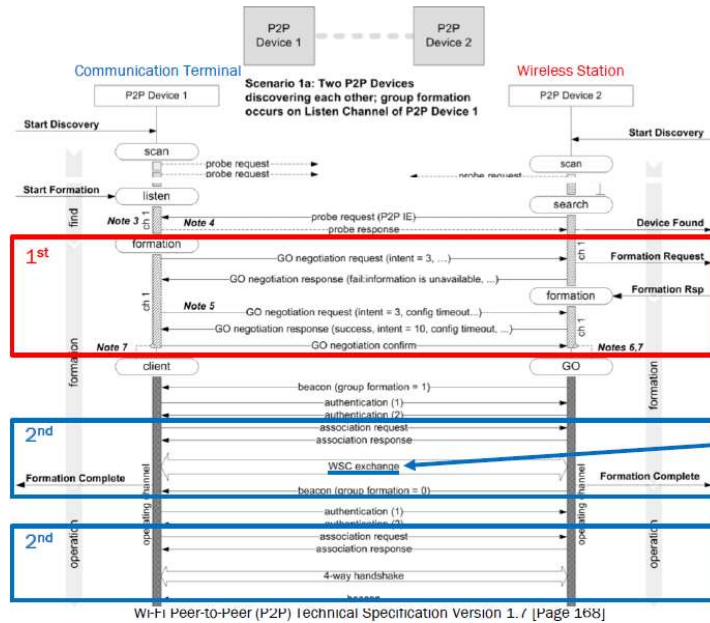 P2P
Device 1
P2P
Device 2
Communication Terminal
Wireless Station
Scenario 1a: Two P2P Devices
discovering each other; group formation
occurs on Listen Channel of P2P Device 1
P2P Device 1
P2P Device 2
Start Discovery
Start Discovery
scan
scan
probe request
probe request
probe request
Start Formation
listen
search
find
Note 3
ch 1
Note 4
probe request (P2P IE)
probe response
Device Found
1st
formation
GO negotiation request (intent = 3, ...)
ch 1
Formation Request
GO negotiation response (fail:information is unavailable, ...)
ch 1
formation
Formation Rsp
Note 5
GO negotiation request (intent = 3, config timeout...)
ch 1
GO negotiation response (success, intent = 10, config timeout, ...)
Note 7
GO negotiation confirm
Notes 6,7
formation
client
GO
formation
beacon (group formation = 1)
authentication (1)
authentication (2)
2nd
association request
association response
WSC exchange
Formation Complete
Formation Complete
beacon (group formation = 0)
operating channel
operating channel
authentication (1)
authentication (2)
2nd
association request
association response
operation
operation
4-way handshake
beacon
Wi-Fi Peer-to-Peer (P2P) Technical Specification Version 1.7 [Page 168]